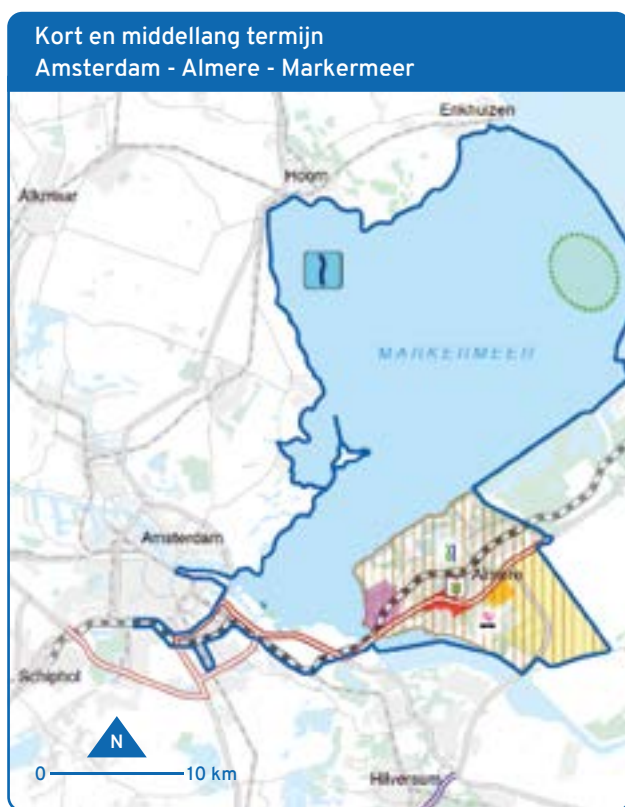 Kort en middellang termijn
Amsterdam - Almere - Markermeer
Enkhuizen
Hoorn
Alkmaar
MARKERMEER
Amsterdam
Almere
Schiphol
N
0 10 km
Hilversum